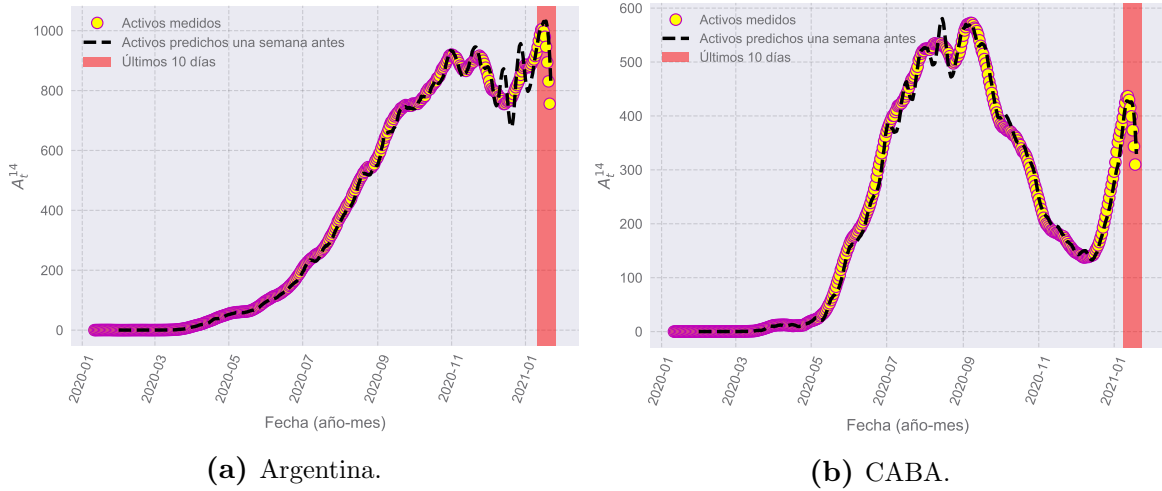 Activos medidos
Activos predichos una semana antes
Últimos 10 días
1000
800
600
400
200
0
A_t^14
2020-01
2020-03
2020-05
2020-07
2020-09
2020-11
2021-01
Fecha (año-mes)
(a) Argentina.
Activos medidos
Activos predichos una semana antes
Últimos 10 días
600
500
400
300
200
100
0
A_t^14
2020-01
2020-03
2020-05
2020-07
2020-09
2020-11
2021-01
Fecha (año-mes)
(b) CABA.